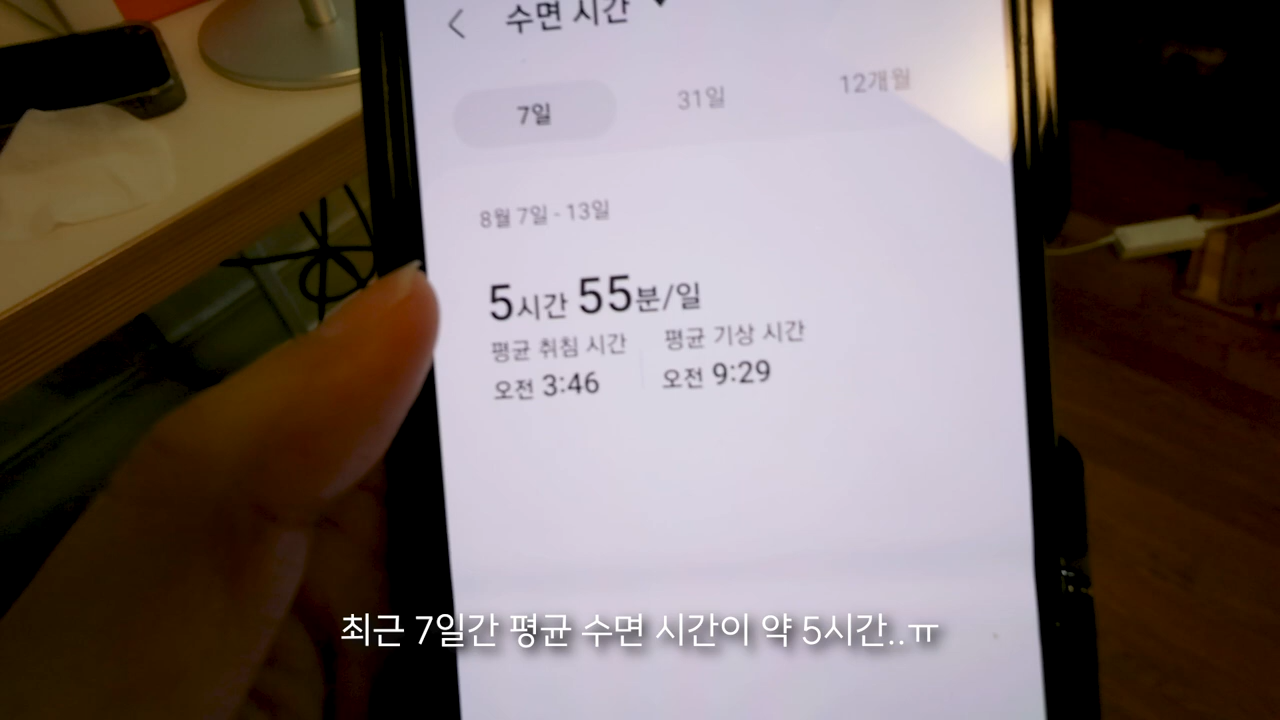 수면 시간
7일 31일 12개월
8월 7일 - 13일
5시간 55분/일
평균 취침 시간 평균 기상 시간
오전 3:46 오전 9:29
최근 7일간 평균 수면 시간이 약 5시간..ㅠ